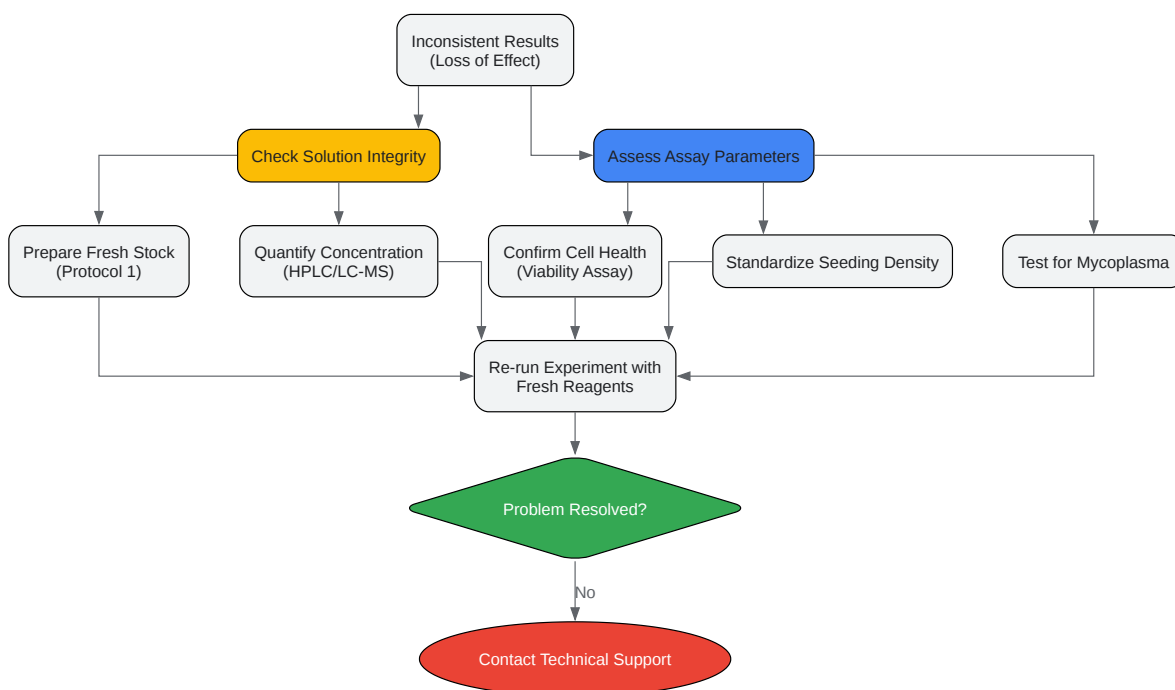 Inconsistent Results
(Loss of Effect)
Check Solution Integrity
Assess Assay Parameters
Prepare Fresh Stock
(Protocol 1)
Quantify Concentration
(HPLC/LC-MS)
Confirm Cell Health
(Viability Assay)
Standardize Seeding Density
Test for Mycoplasma
Re-run Experiment with
Fresh Reagents
Problem Resolved?
No
Contact Technical Support